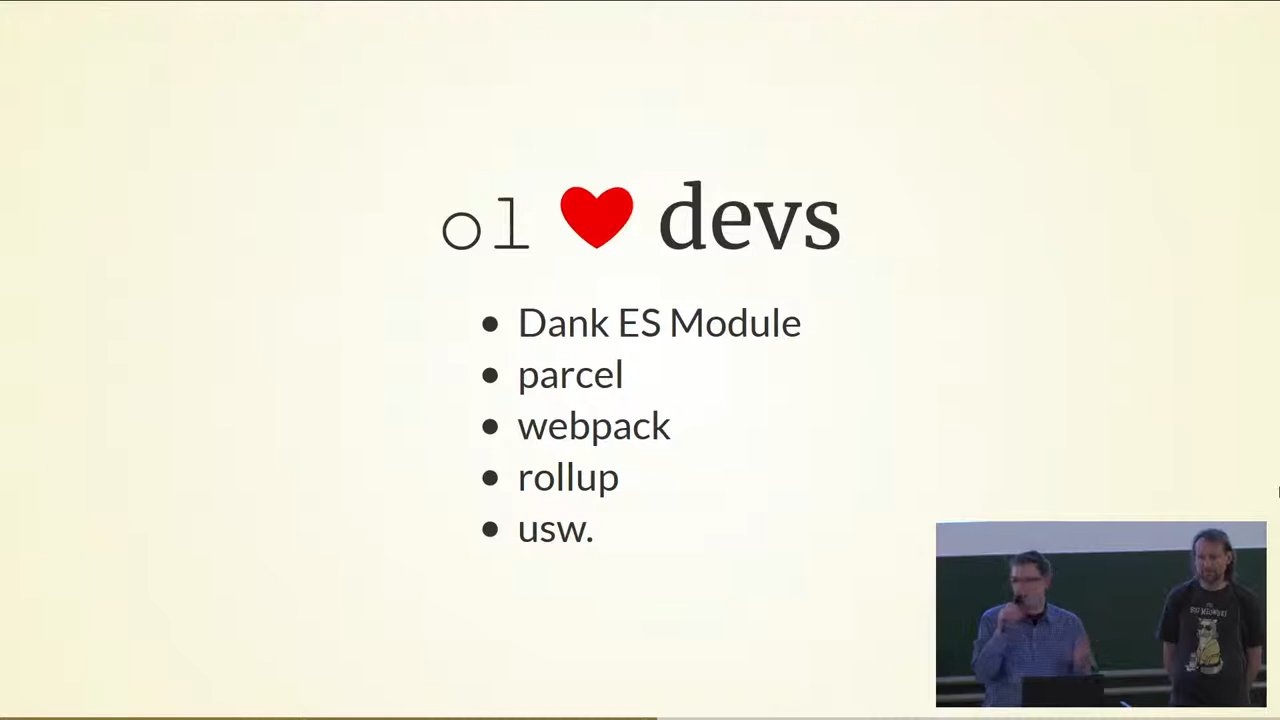 ol ❤ devs
Dank ES Module
parcel
webpack
rollup
usw.